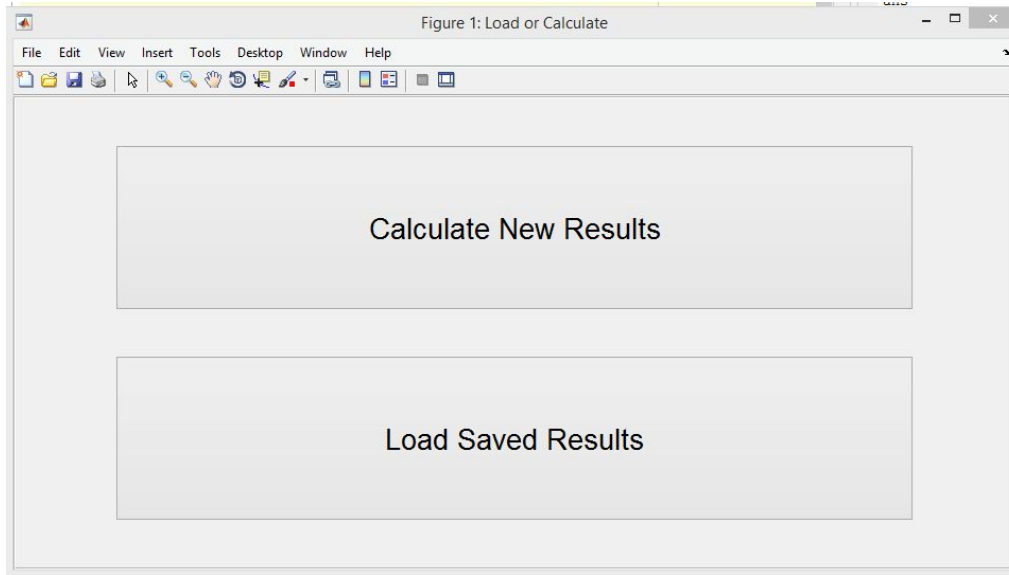 Figure 1: Load or Calculate
File Edit View Insert Tools Desktop Window Help
Calculate New Results
Load Saved Results